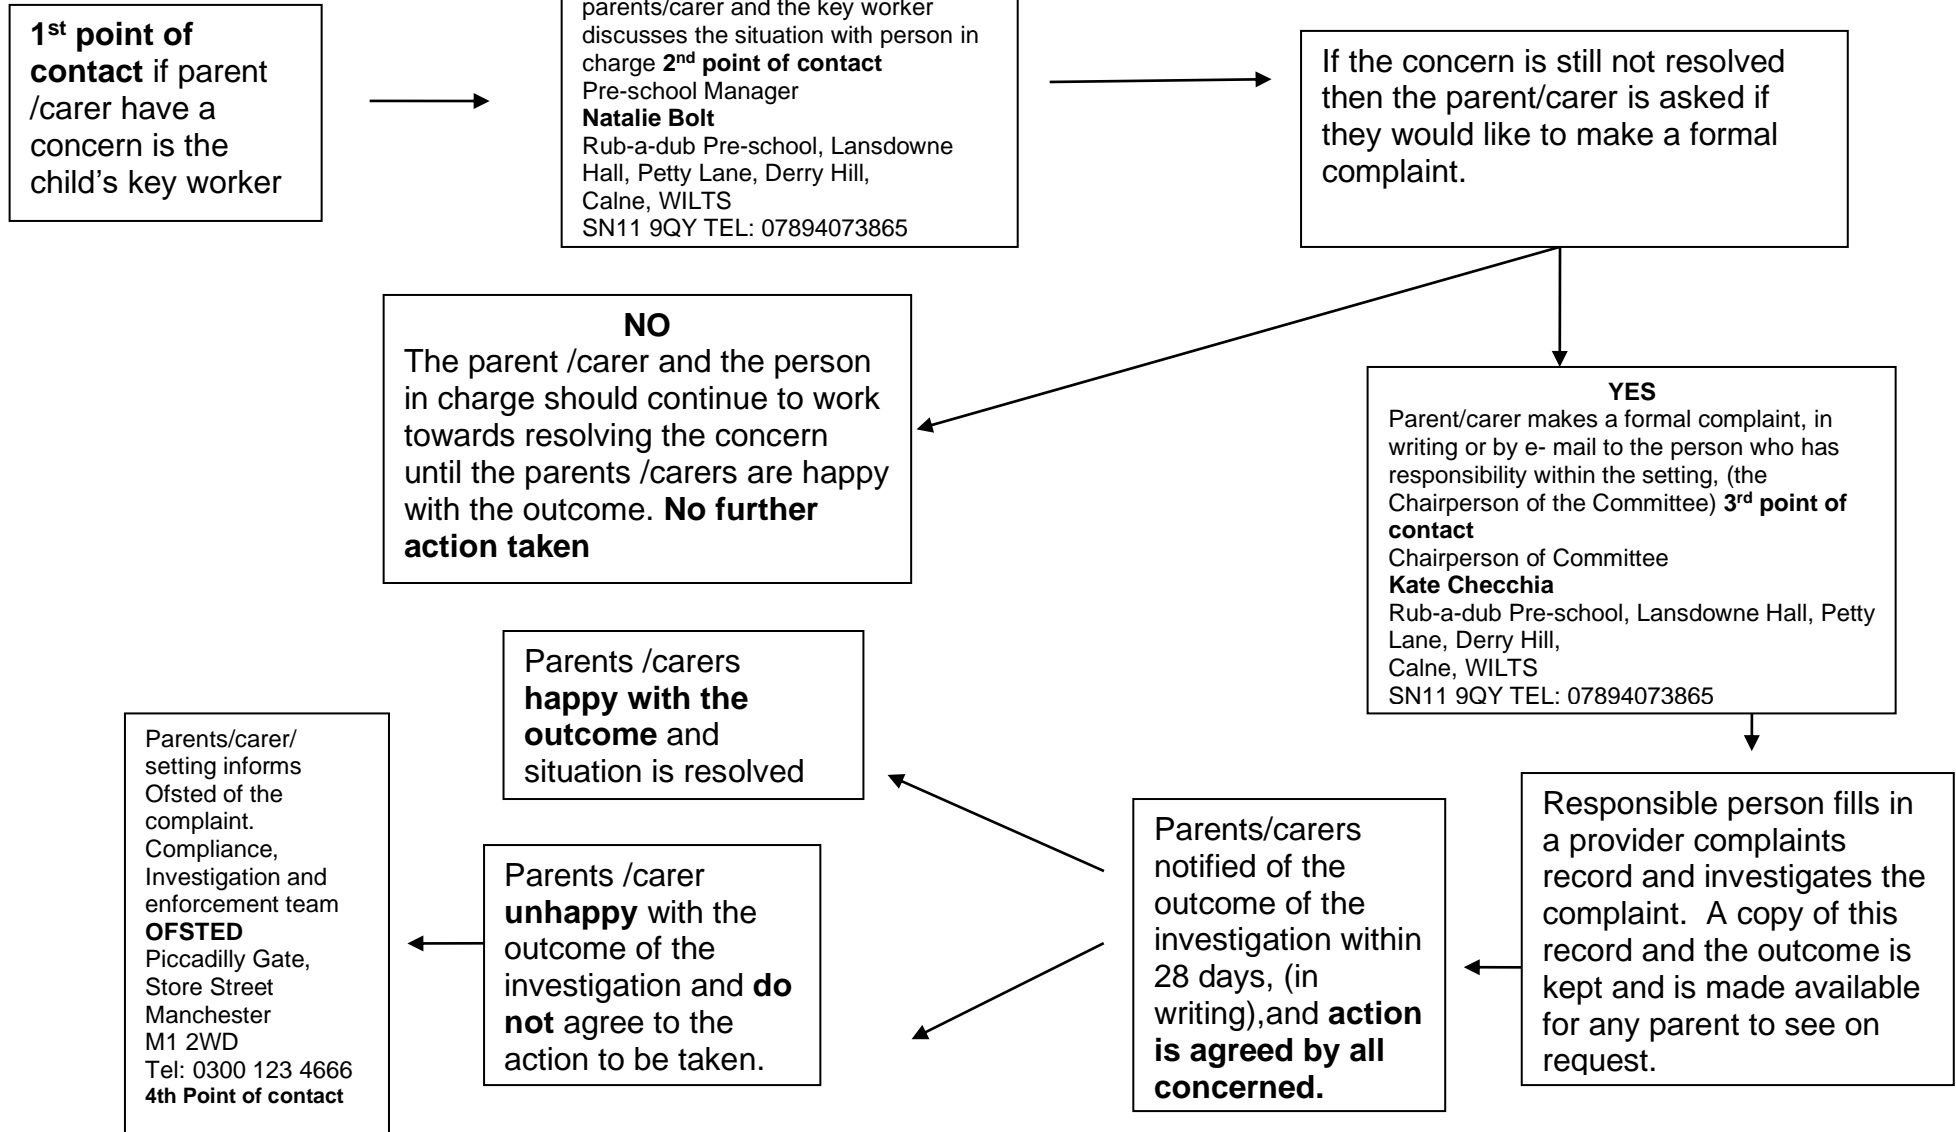 1st point of
contact if parent
/carer have a
concern is the
child's key worker
parents/carer and the key worker
discusses the situation with person in
charge 2nd point of contact
Pre-school Manager
Natalie Bolt
Rub-a-dub Pre-school, Lansdowne
Hall, Petty Lane, Derry Hill,
Calne, WILTS
SN11 9QY TEL: 07894073865
If the concern is still not resolved
then the parent/carer is asked if
they would like to make a formal
complaint.
NO
The parent /carer and the person
in charge should continue to work
towards resolving the concern
until the parents /carers are happy
with the outcome. No further
action taken
YES
Parent/carer makes a formal complaint, in
writing or by e- mail to the person who has
responsibility within the setting, (the
Chairperson of the Committee) 3rd point of
contact
Chairperson of Committee
Kate Checchia
Rub-a-dub Pre-school, Lansdowne Hall, Petty
Lane, Derry Hill,
Calne, WILTS
SN11 9QY TEL: 07894073865
Responsible person fills in
a provider complaints
record and investigates the
complaint.  A copy of this
record and the outcome is
kept and is made available
for any parent to see on
request.
Parents/carers
notified of the
outcome of the
investigation within
28 days, (in
writing),and action
is agreed by all
concerned.
Parents /carers
happy with the
outcome and
situation is resolved
Parents /carer
unhappy with the
outcome of the
investigation and do
not agree to the
action to be taken.
Parents/carer/
setting informs
Ofsted of the
complaint.
Compliance,
Investigation and
enforcement team
OFSTED
Piccadilly Gate,
Store Street
Manchester
M1 2WD
Tel: 0300 123 4666
4th Point of contact